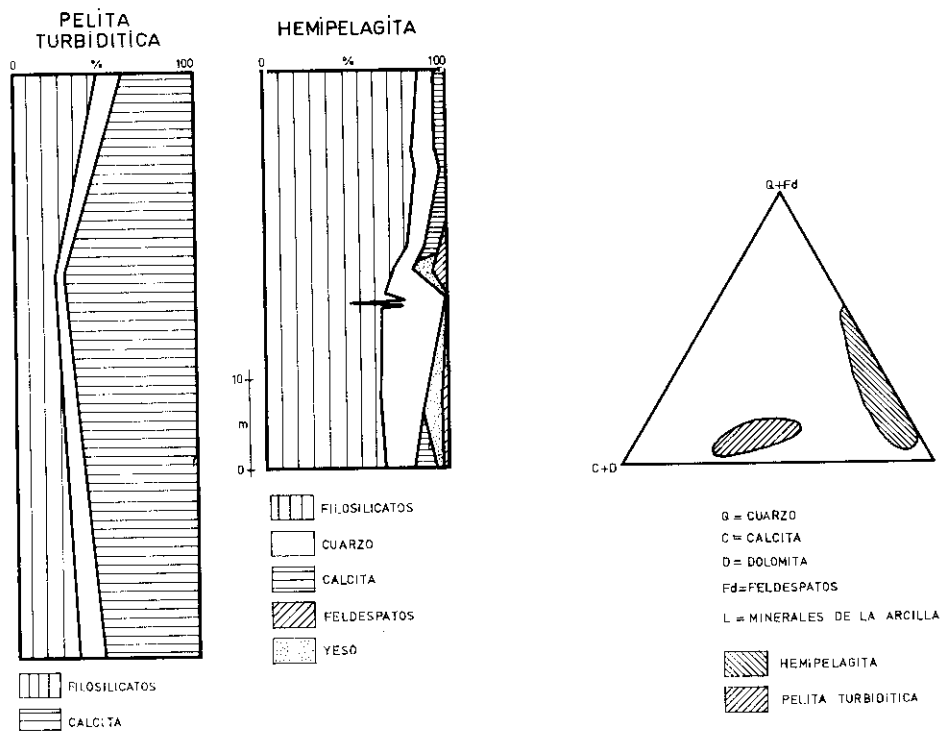 PELITA
TURBIDÍTICA
0 % 100
FILOSILICATOS
CALCITA
HEMIPELAGITA
0 % 100
10
m
0
FILOSILICATOS
CUARZO
CALCITA
FELDESPATOS
YESO
Q+Fd
C+D
Q = CUARZO
C = CALCITA
D = DOLOMITA
Fd=FELDESPATOS
L = MINERALES DE LA ARCILLA
HEMIPELAGITA
PELITA TURBIDITICA